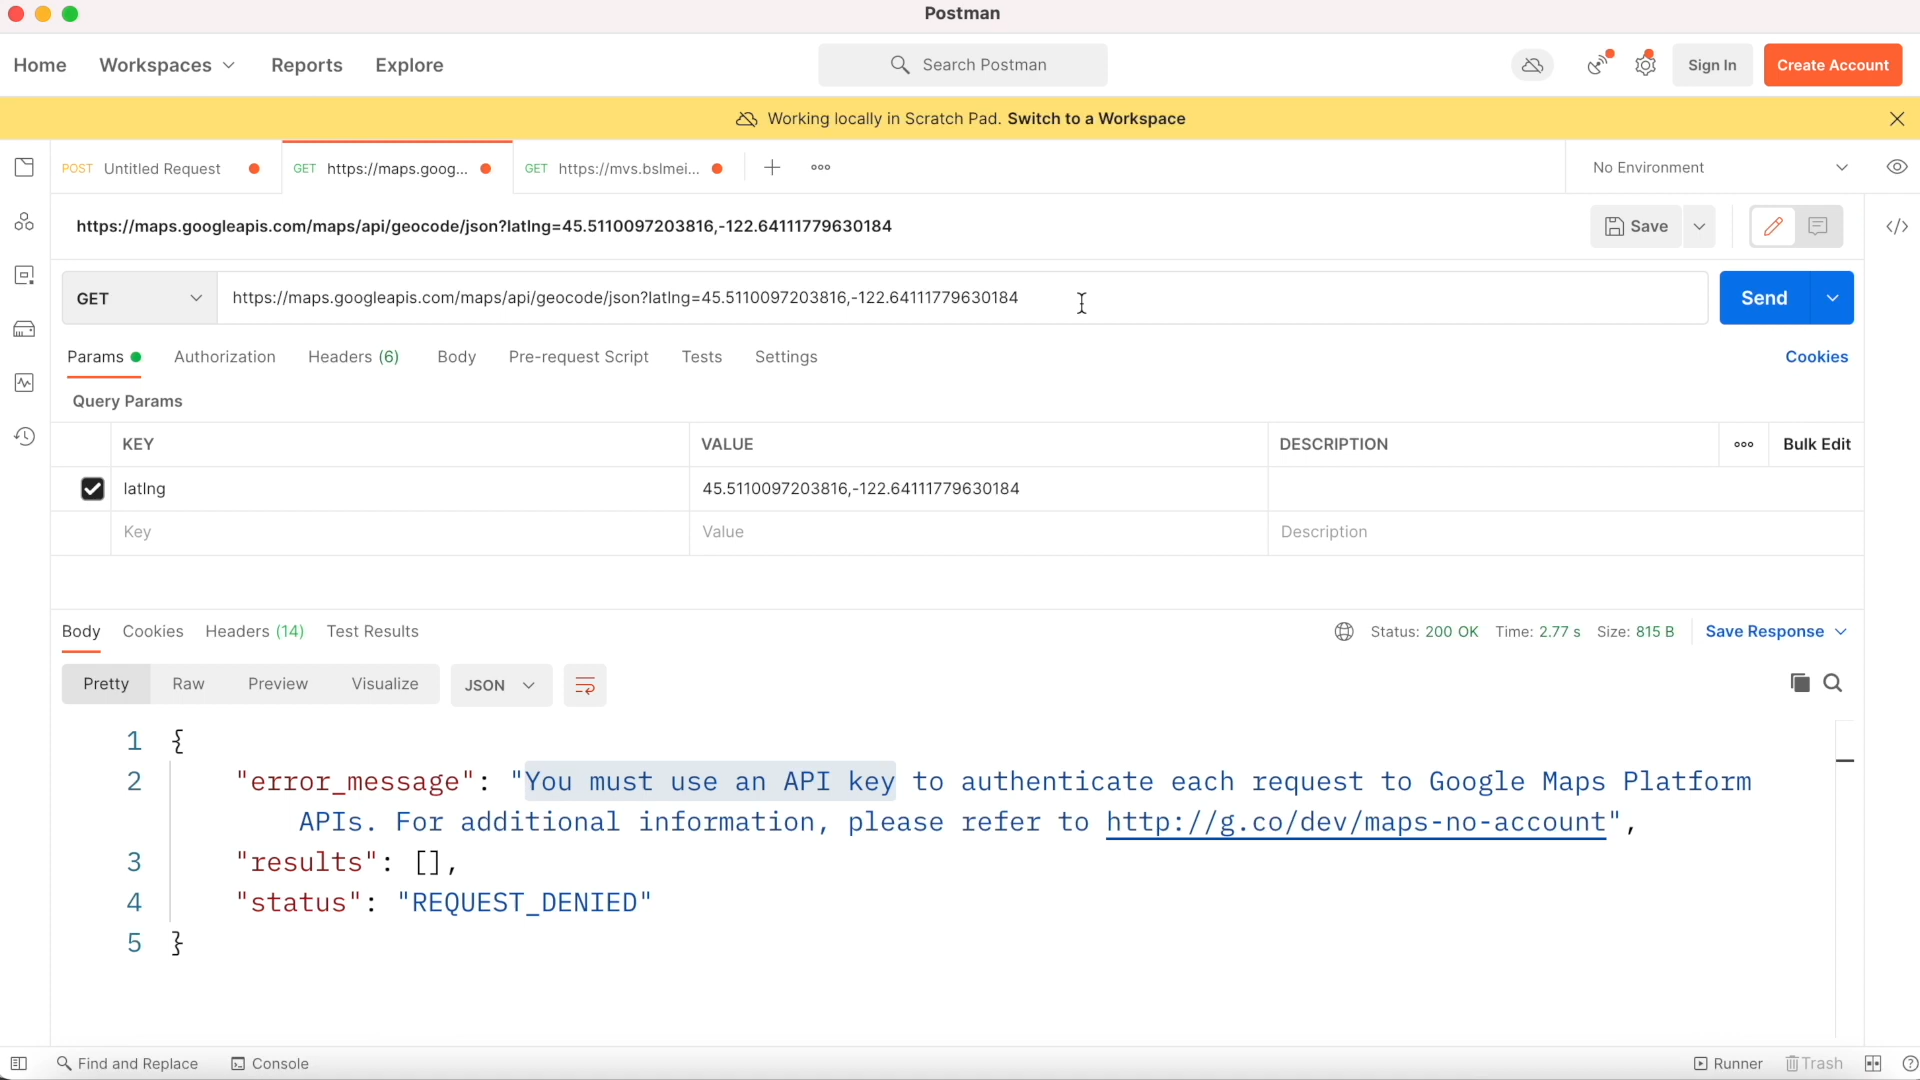 Postman
Home Workspaces Reports Explore Search Postman Sign In Create Account
Working locally in Scratch Pad. Switch to a Workspace
POST Untitled Request GET https://maps.goog... GET https://mvs.bslmei... No Environment
https://maps.googleapis.com/maps/api/geocode/json?latlng=45.5110097203816,-122.64111779630184 Save
GET https://maps.googleapis.com/maps/api/geocode/json?latlng=45.5110097203816,-122.64111779630184 Send
Params Authorization Headers (6) Body Pre-request Script Tests Settings Cookies
Query Params
KEY VALUE DESCRIPTION Bulk Edit
latlng 45.5110097203816,-122.64111779630184
Key Value Description
Body Cookies Headers (14) Test Results Status: 200 OK Time: 2.77 s Size: 815 B Save Response
Pretty Raw Preview Visualize JSON
1 {
2 "error_message": "You must use an API key to authenticate each request to Google Maps Platform
APIs. For additional information, please refer to http://g.co/dev/maps-no-account",
3 "results": [],
4 "status": "REQUEST_DENIED"
5 }
Find and Replace Console Runner Trash